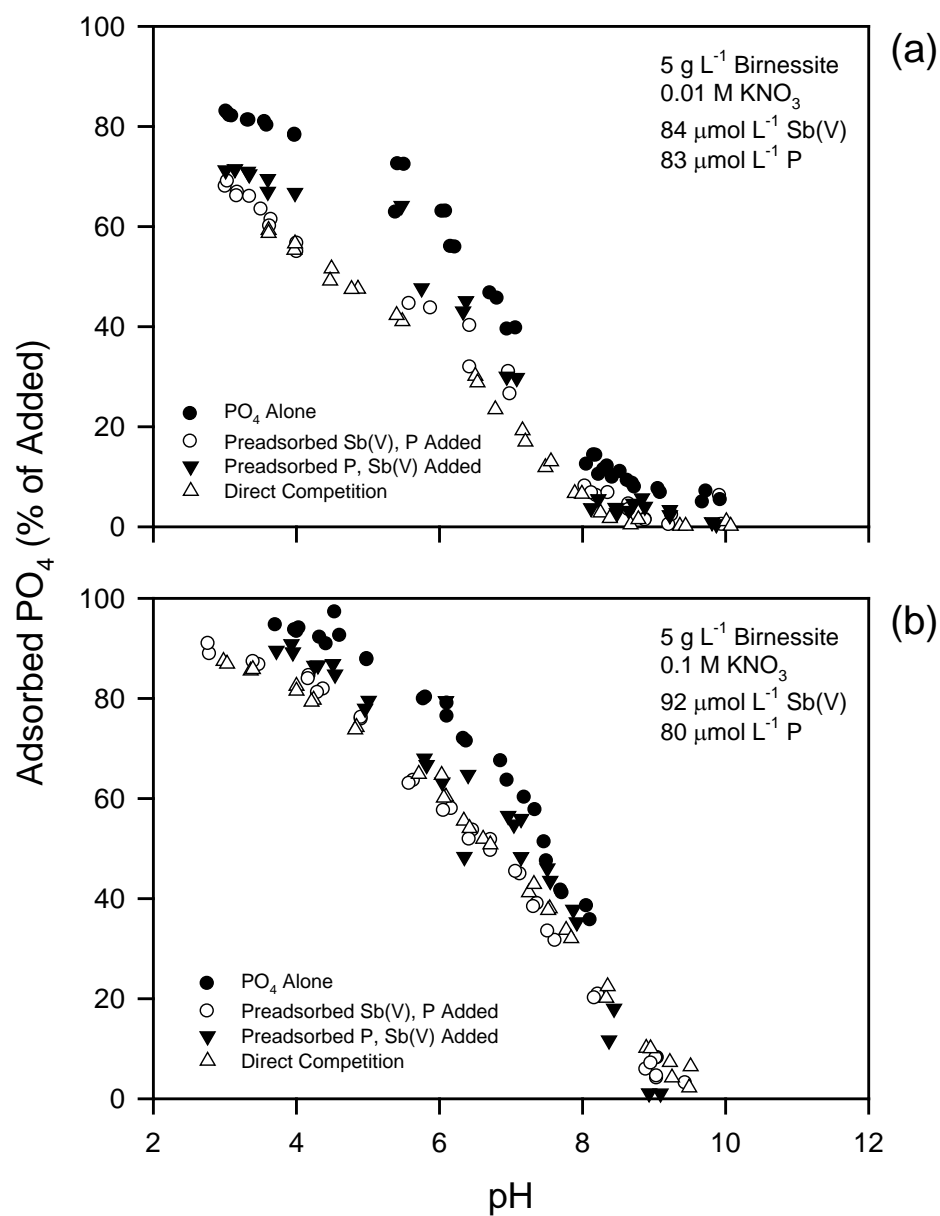 Adsorbed PO4 (% of Added)
(a)
100
80
60
40
20
0
5 g L-1 Birnessite
0.01 M KNO3
84 μmol L-1 Sb(V)
83 μmol L-1 P
PO4 Alone
Preadsorbed Sb(V), P Added
Preadsorbed P, Sb(V) Added
Direct Competition
(b)
100
80
60
40
20
0
5 g L-1 Birnessite
0.1 M KNO3
92 μmol L-1 Sb(V)
80 μmol L-1 P
PO4 Alone
Preadsorbed Sb(V), P Added
Preadsorbed P, Sb(V) Added
Direct Competition
2 4 6 8 10 12
pH